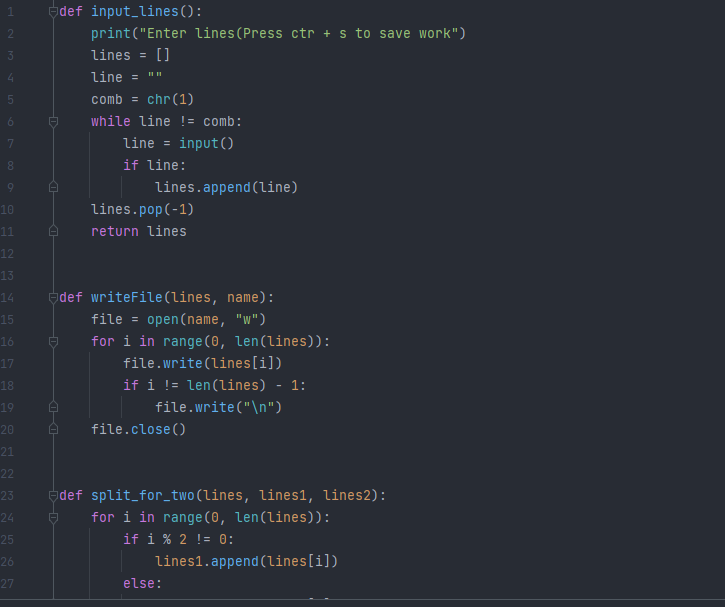 1 def input_lines():
2     print("Enter lines(Press ctr + s to save work")
3     lines = []
4     line = ""
5     comb = chr(1)
6     while line != comb:
7         line = input()
8         if line:
9             lines.append(line)
10     lines.pop(-1)
11     return lines
12
13
14 def writeFile(lines, name):
15     file = open(name, "w")
16     for i in range(0, len(lines)):
17         file.write(lines[i])
18         if i != len(lines) - 1:
19             file.write("\n")
20     file.close()
21
22
23 def split_for_two(lines, lines1, lines2):
24     for i in range(0, len(lines)):
25         if i % 2 != 0:
26             lines1.append(lines[i])
27         else: